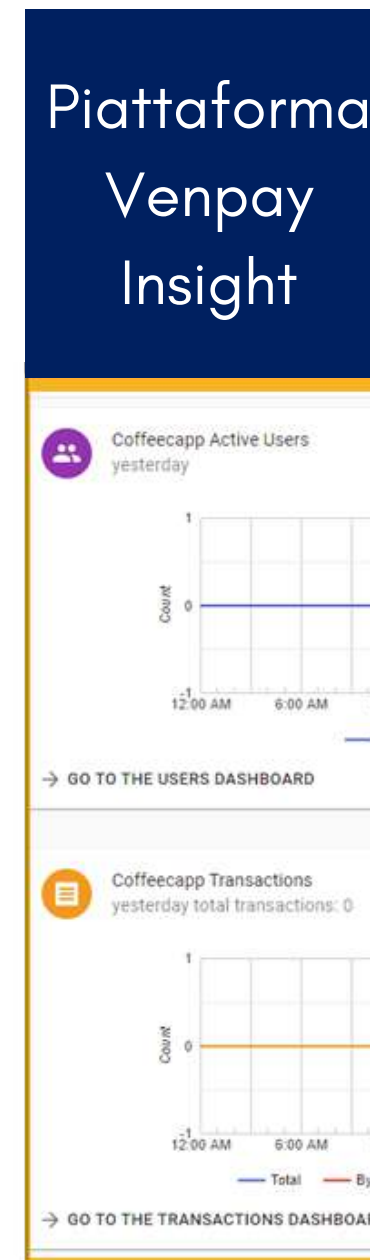 Piattaforma
Venpay
Insight
Coffeecapp Active Users
yesterday
1
Count
0
-1
12:00 AM 6:00 AM
GO TO THE USERS DASHBOARD
Coffeecapp Transactions
yesterday total transactions: 0
1
Count
0
-1
12:00 AM 6:00 AM
Total By
GO TO THE TRANSACTIONS DASHBOA